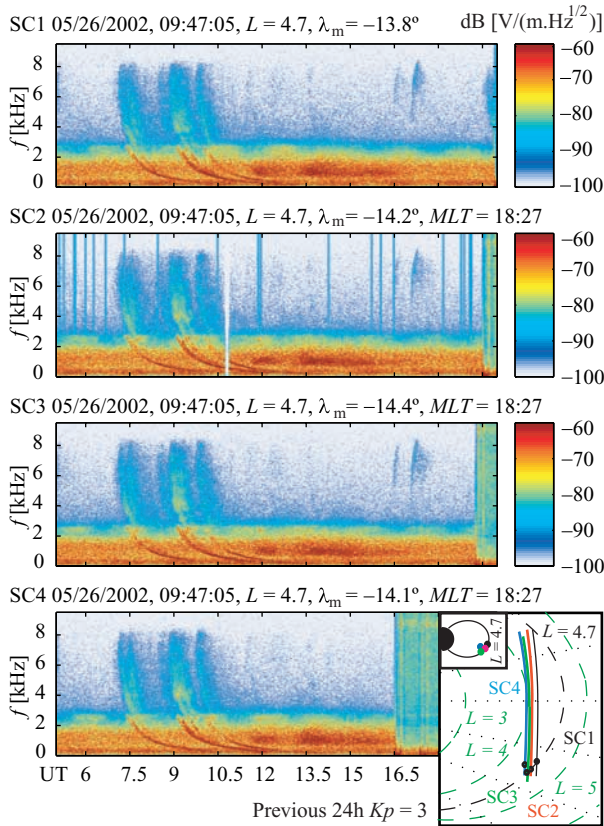 SC1 05/26/2002, 09:47:05, L = 4.7, λm = −13.8º
dB [V/(m.Hz1/2)]
f [kHz]
8
6
4
2
0
−60
−70
−80
−90
−100
SC2 05/26/2002, 09:47:05, L = 4.7, λm = −14.2º, MLT = 18:27
f [kHz]
8
6
4
2
0
−60
−70
−80
−90
−100
SC3 05/26/2002, 09:47:05, L = 4.7, λm = −14.4º, MLT = 18:27
f [kHz]
8
6
4
2
0
−60
−70
−80
−90
−100
SC4 05/26/2002, 09:47:05, L = 4.7, λm = −14.1º, MLT = 18:27
f [kHz]
8
6
4
2
0
UT 6 7.5 9 10.5 12 13.5 15 16.5
Previous 24h Kp = 3
L = 4.7
L = 4.7
SC4
L = 3
L = 4
SC1
L = 5
SC3
SC2